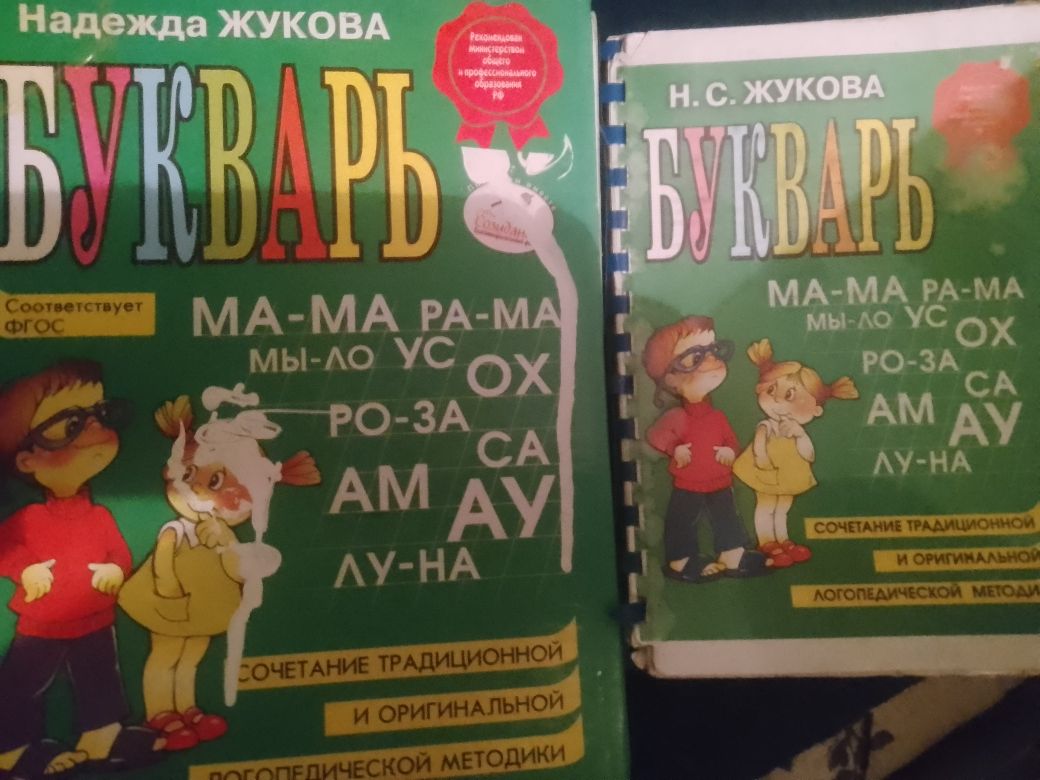 Надежда ЖУКОВА
Рекомендован
Министерством
общего
и профессионального
образования
РФ
БУКВАРЬ
Созидан
Соответствует
ФГОС
МА-МА РА-МА
МЫ-ЛО УС
ОХ
РО-ЗА
СА
АМ АУ
ЛУ-НА
СОЧЕТАНИЕ ТРАДИЦИОННОЙ
И ОРИГИНАЛЬНОЙ
ЛОГОПЕДИЧЕСКОЙ МЕТОДИКИ
Н. С. ЖУКОВА
БУКВАРЬ
МА-МА РА-МА
МЫ-ЛО УС
ОХ
РО-ЗА
СА
АМ АУ
ЛУ-НА
СОЧЕТАНИЕ ТРАДИЦИОННОЙ
И ОРИГИНАЛЬНОЙ
ЛОГОПЕДИЧЕСКОЙ МЕТОДИ